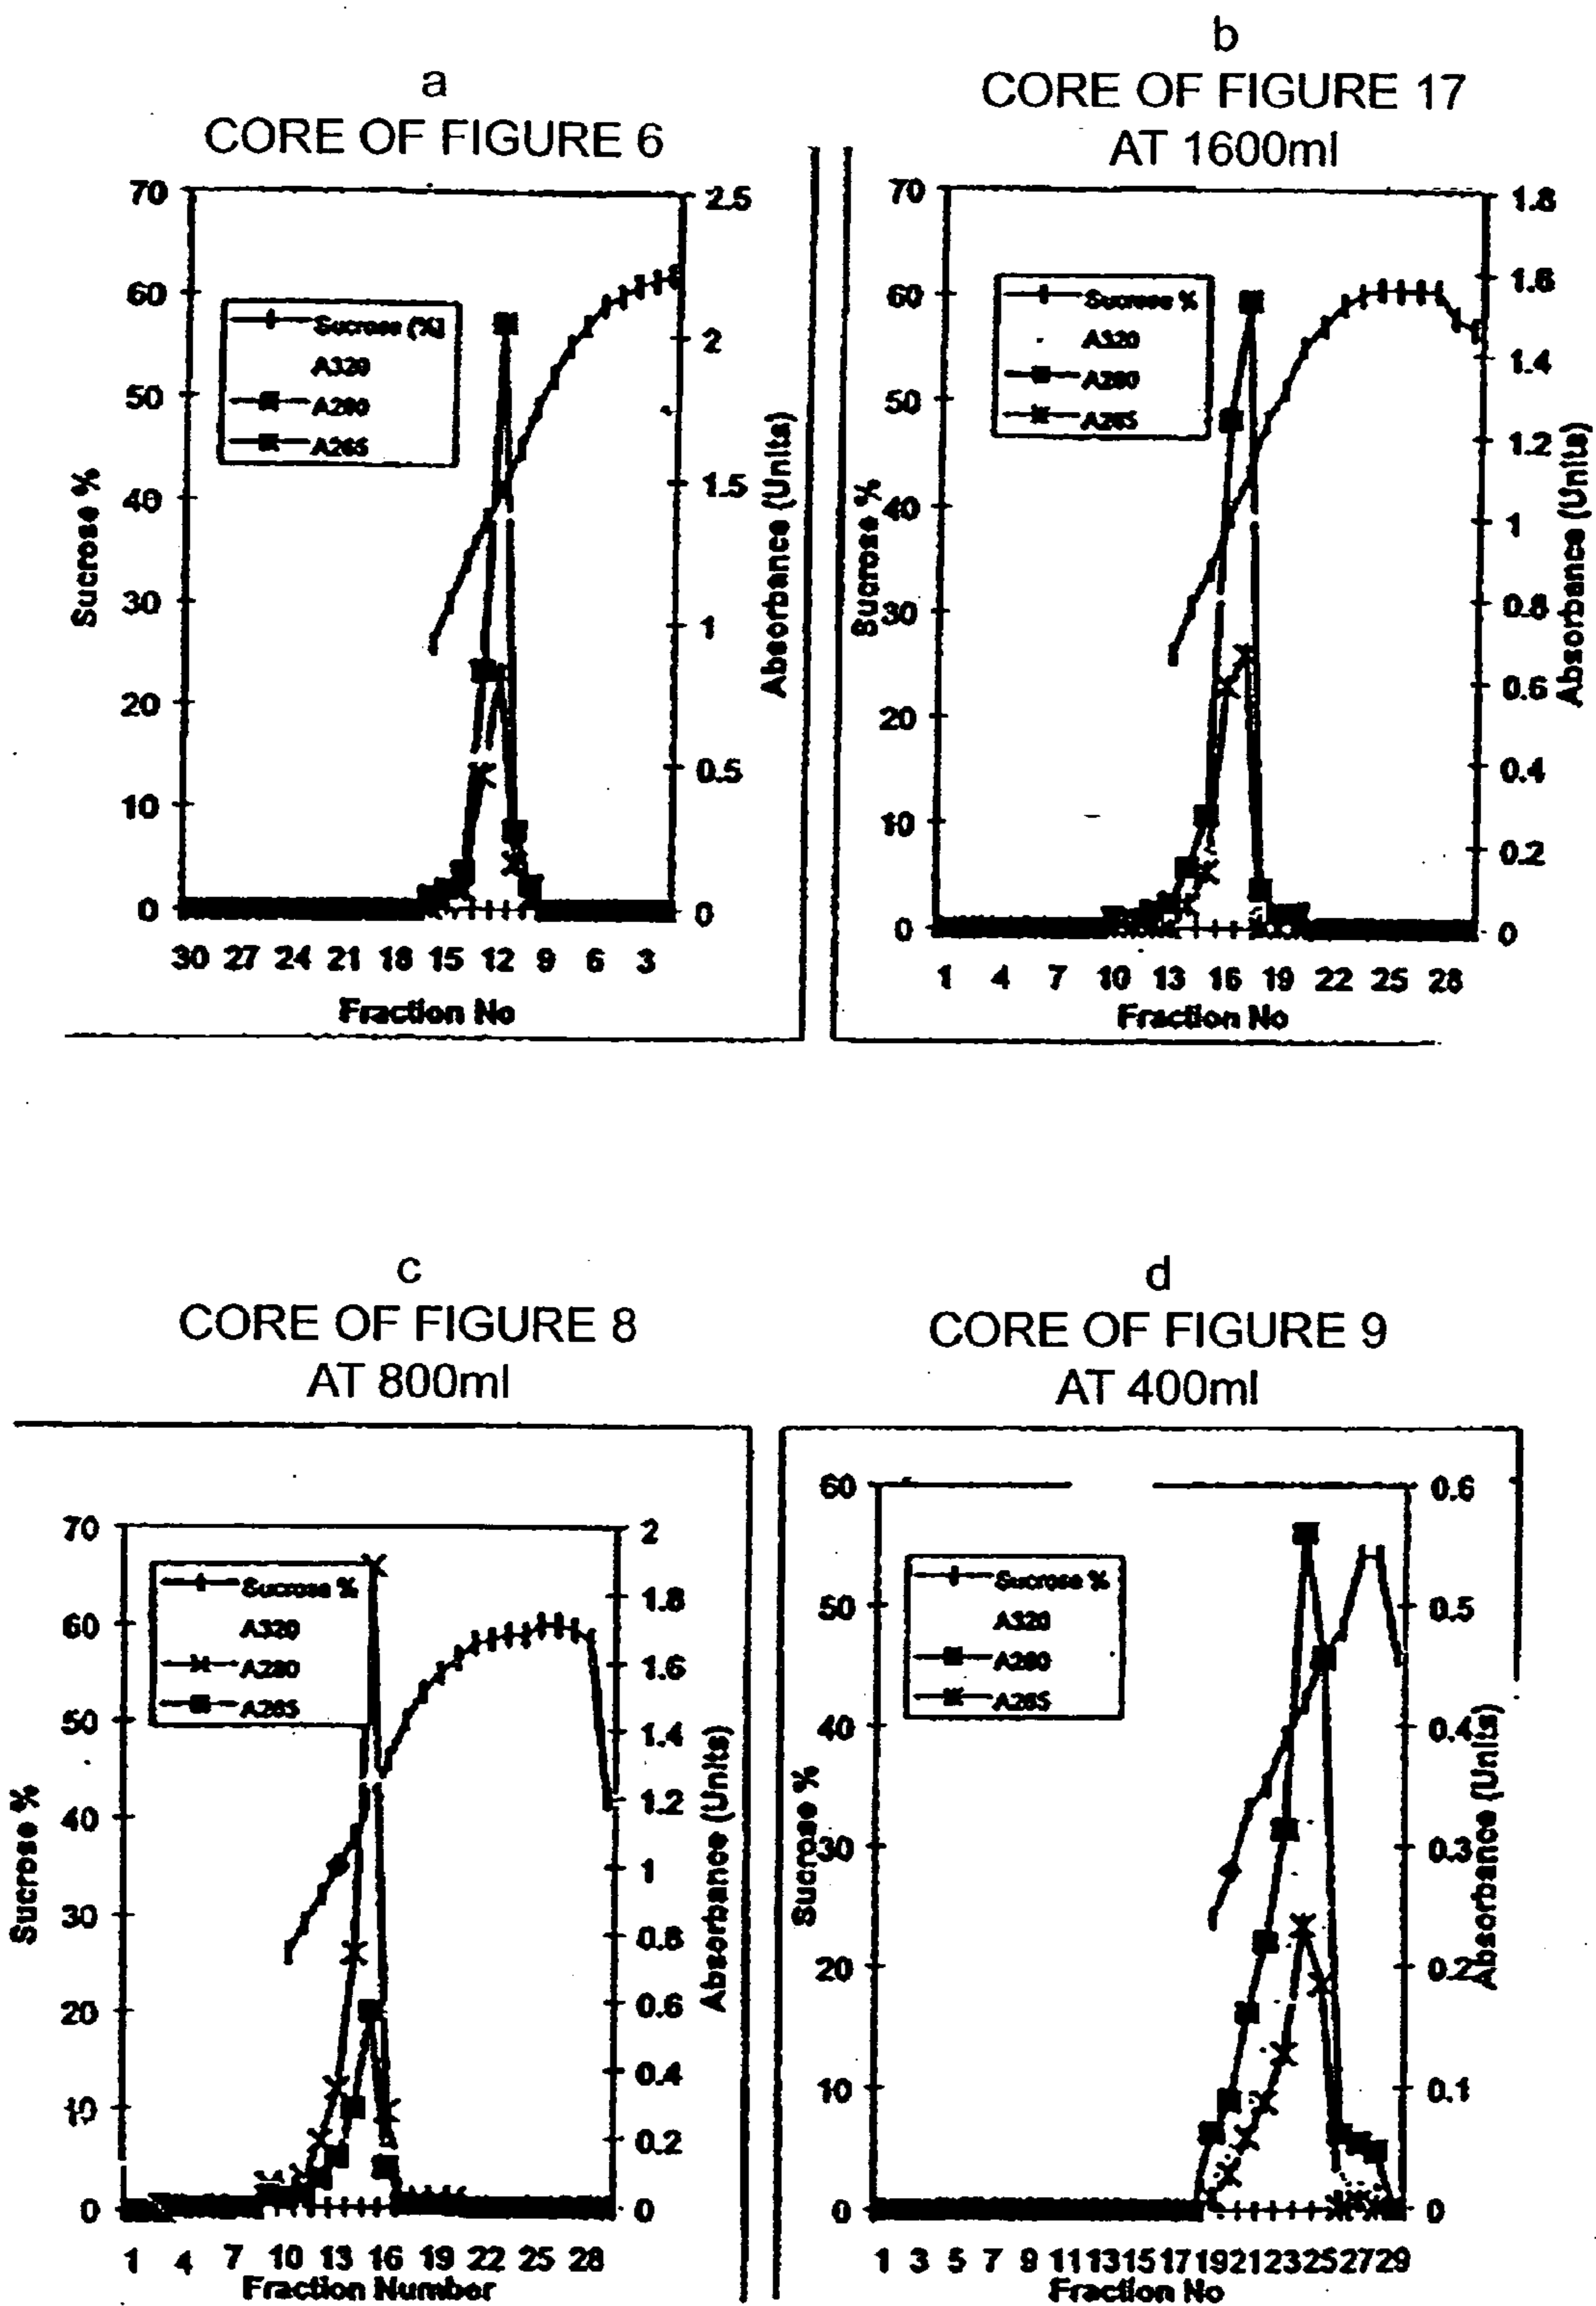 a
CORE OF FIGURE 6
70
60
50
40
30
20
10
0
Sucrose %
2.5
2
1.5
1
0.5
0
Absorbance (Units)
Sucrose (%)
A320
A280
A265
30 27 24 21 18 15 12 9 6 3
Fraction No
b
CORE OF FIGURE 17
AT 1600ml
70
60
50
40
30
20
10
0
Sucrose %
1.8
1.6
1.4
1.2
1
0.8
0.6
0.4
0.2
0
Absorbance (Units)
Sucrose %
A320
A280
A265
1 4 7 10 13 16 19 22 25 28
Fraction No
c
CORE OF FIGURE 8
AT 800ml
70
60
50
40
30
20
10
0
Sucrose %
2
1.8
1.6
1.4
1.2
1
0.8
0.6
0.4
0.2
0
Absorbance (Units)
Sucrose %
A320
A280
A265
1 4 7 10 13 16 19 22 25 28
Fraction Number
d
CORE OF FIGURE 9
AT 400ml
60
50
40
30
20
10
0
Sucrose %
0.6
0.5
0.4
0.3
0.2
0.1
0
Absorbance (Units)
Sucrose %
A320
A280
A265
1 3 5 7 9 11 13 15 17 19 21 23 25 27 29
Fraction No